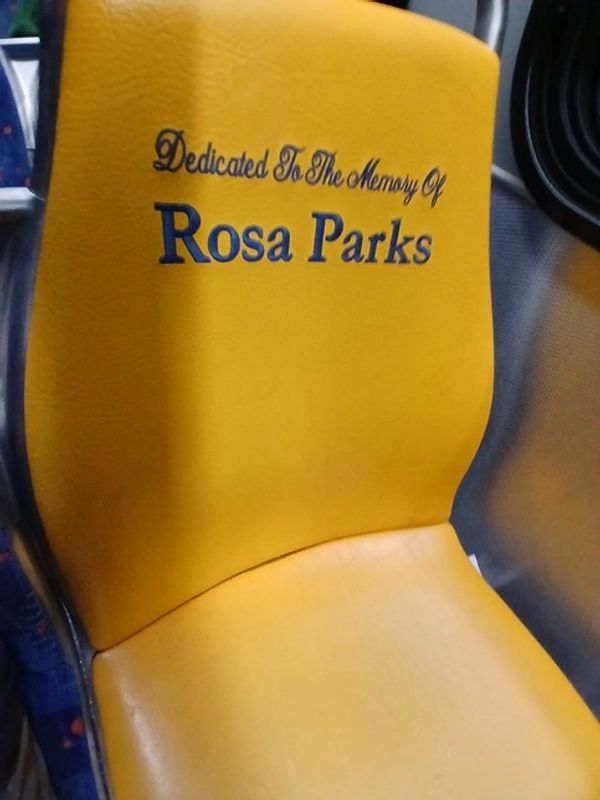 Dedicated To The Memory Of
Rosa Parks